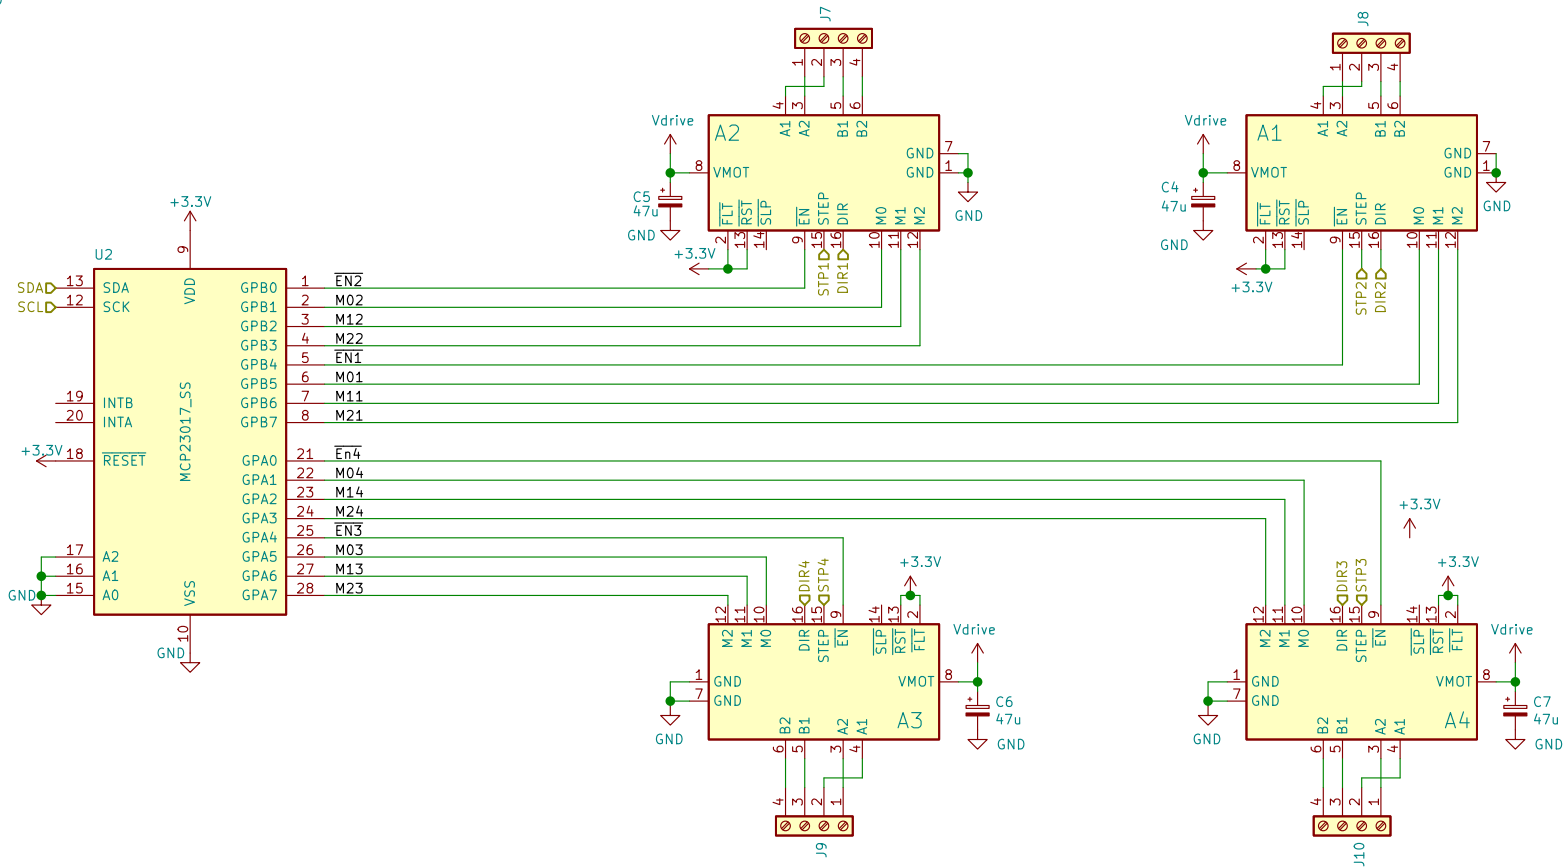 J7
1 2 3 4
4 3 5 6
A1 A2 B1 B2
A2
Vdrive
8 VMOT
GND 7
GND 1
GND
C5
47u
GND
FLT RST SLP EN STEP DIR M0 M1 M2
2 13 14 9 15 16 10 11 12
+3.3V
STP1 DIR1
J8
1 2 3 4
4 3 5 6
A1 A2 B1 B2
A1
Vdrive
8 VMOT
GND 7
GND 1
GND
C4
47u
GND
FLT RST SLP EN STEP DIR M0 M1 M2
2 13 14 9 15 16 10 11 12
+3.3V
STP2 DIR2
+3.3V
9
U2
VDD
SDA 13 SDA
SCL 12 SCK
19 INTB
20 INTA
+3.3V 18 RESET
17 A2
16 A1
GND 15 A0
MCP23017_SS
VSS
10
GND
GPB0 1 EN2
GPB1 2 M02
GPB2 3 M12
GPB3 4 M22
GPB4 5 EN1
GPB5 6 M01
GPB6 7 M11
GPB7 8 M21
GPA0 21 En4
GPA1 22 M04
GPA2 23 M14
GPA3 24 M24
GPA4 25 EN3
GPA5 26 M03
GPA6 27 M13
GPA7 28 M23
DIR4 STP4
+3.3V
12 11 10 16 15 9 14 13 2
M2 M1 M0 DIR STEP EN SLP RST FLT
Vdrive
1 GND
7 GND
GND
VMOT 8
A3
C6
47u
GND
B2 B1 A2 A1
6 5 3 4
4 3 2 1
J9
+3.3V
DIR3 STP3
+3.3V
12 11 10 16 15 9 14 13 2
M2 M1 M0 DIR STEP EN SLP RST FLT
Vdrive
1 GND
7 GND
GND
VMOT 8
A4
C7
47u
GND
B2 B1 A2 A1
6 5 3 4
4 3 2 1
J10